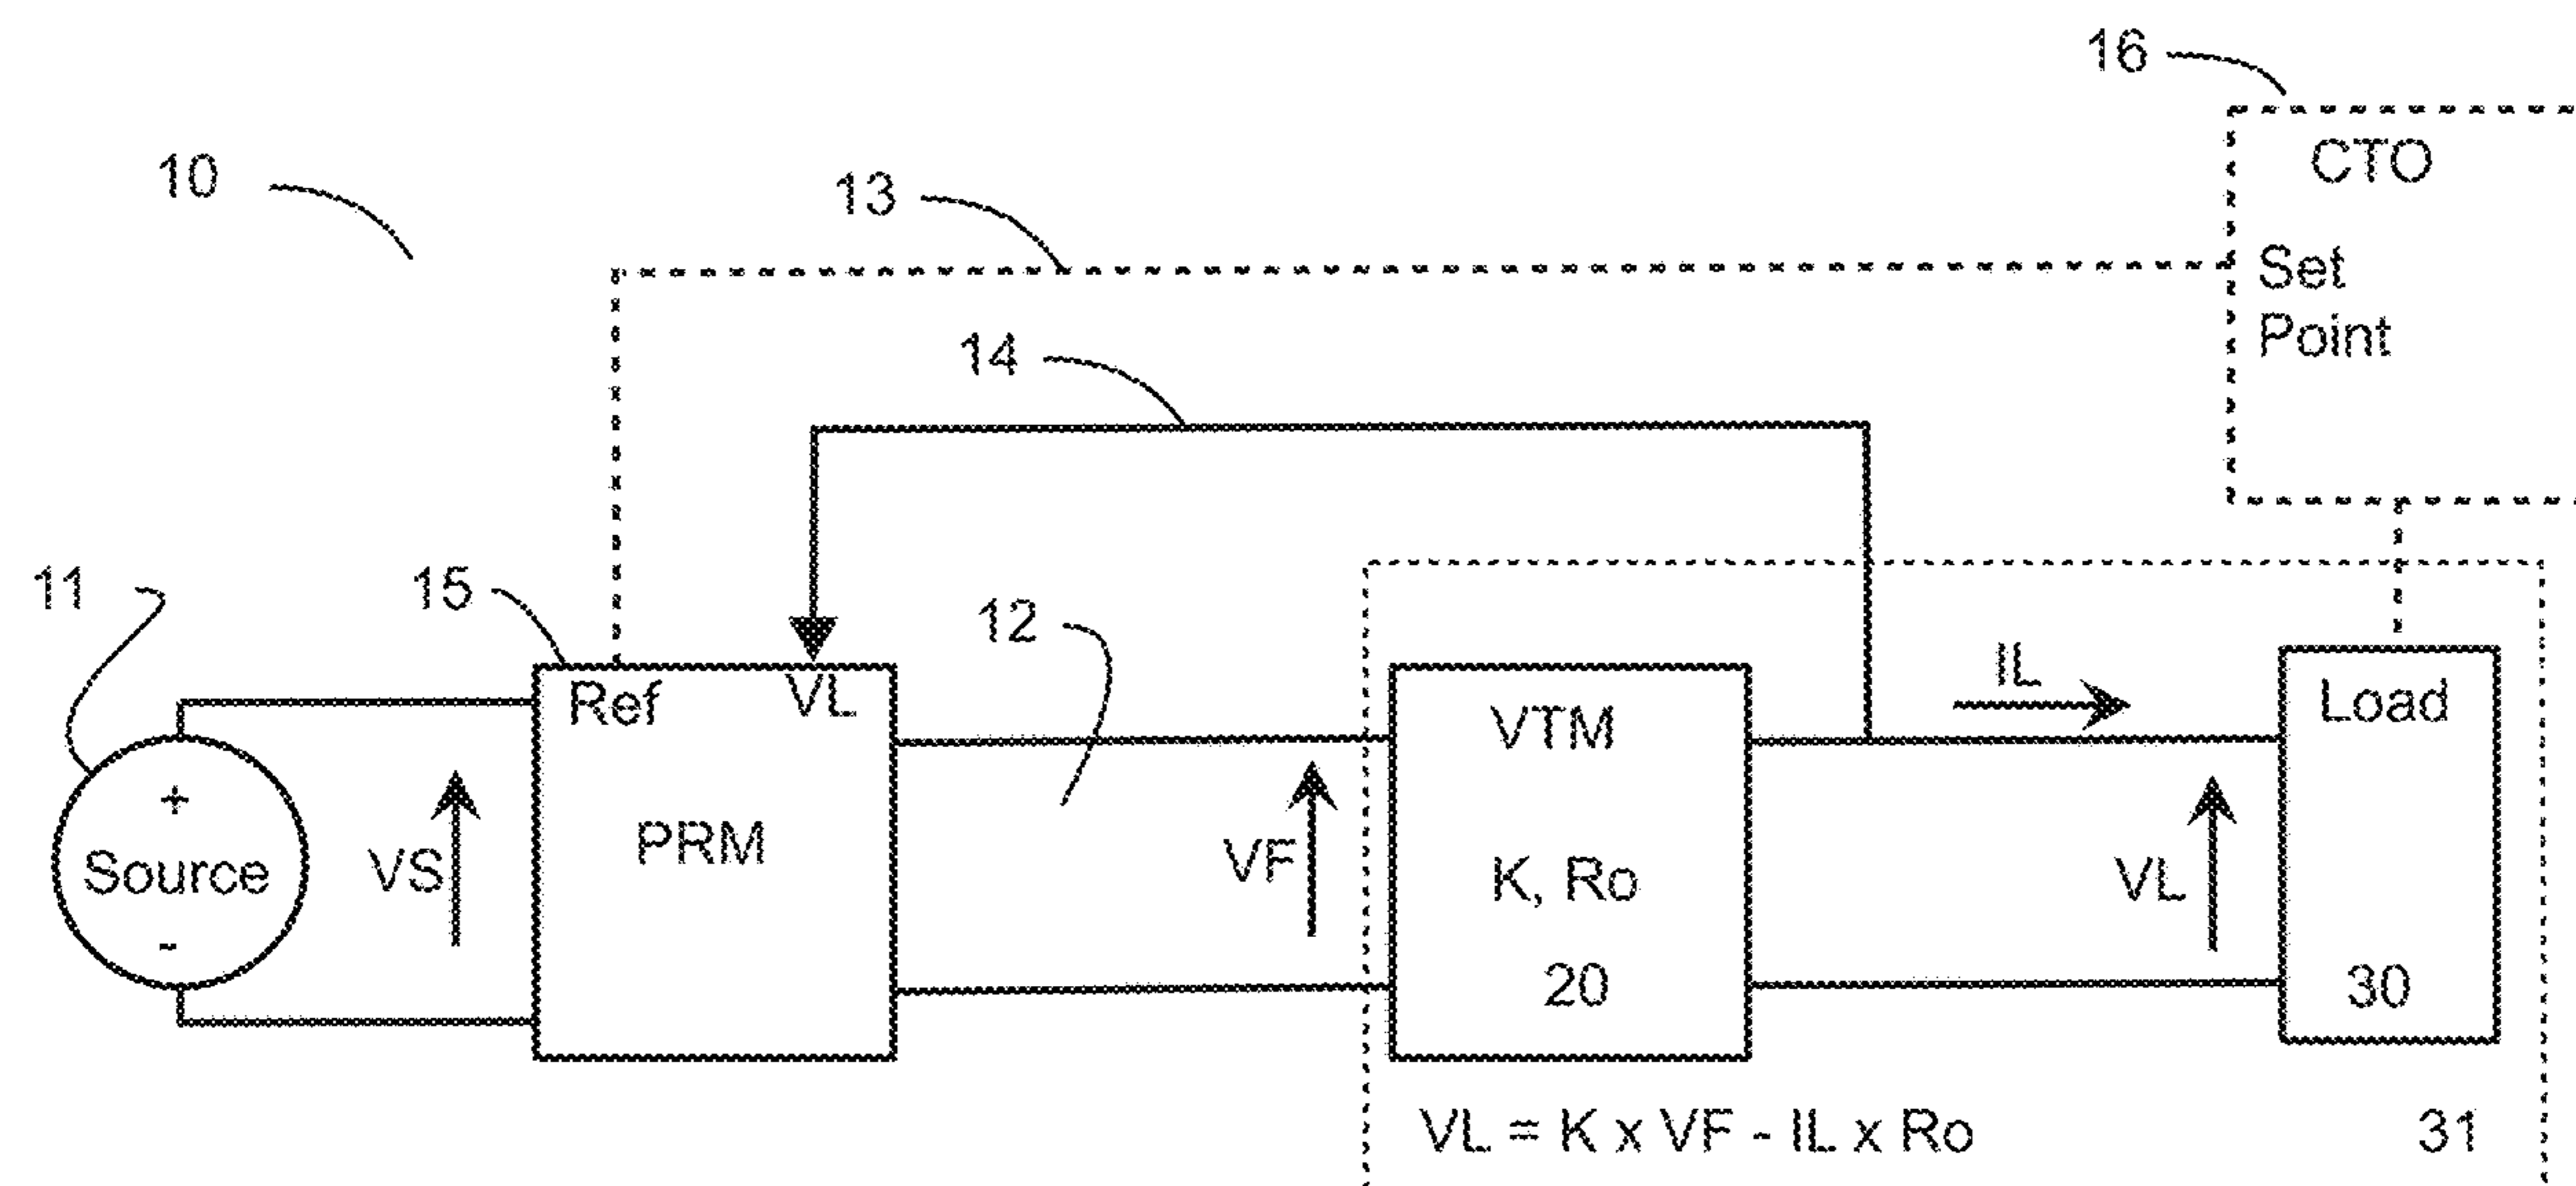 16
CTO
10
13
Set
Point
14
11
15
12
Ref
VL
IL
Load
VTM
+
Source
-
VS
PRM
VF
K, Ro
VL
20
30
VL = K x VF - IL x Ro
31